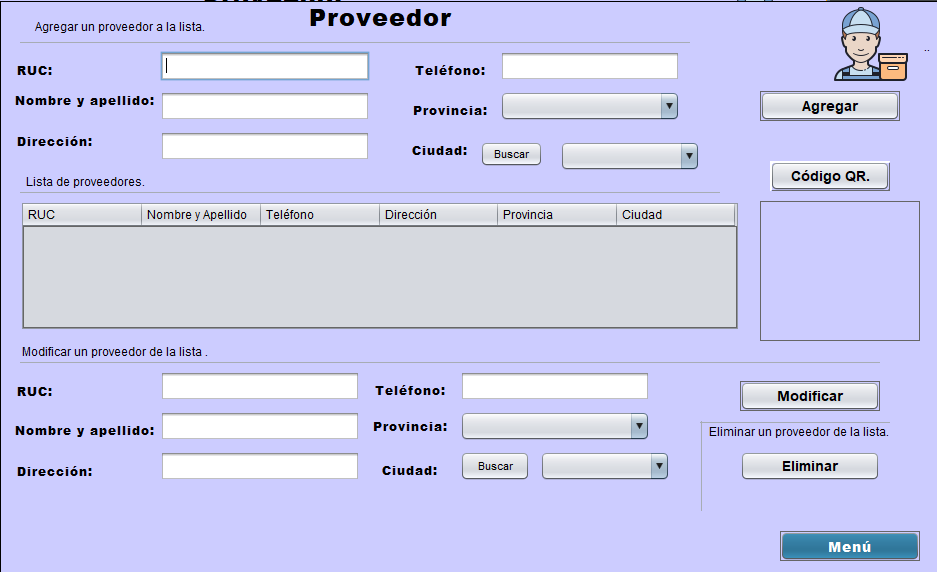 Proveedor
Agregar un proveedor a la lista.
..
RUC:
Teléfono:
Nombre y apellido:
Provincia:
Agregar
Dirección:
Ciudad:
Buscar
Código QR.
Lista de proveedores.
RUC Nombre y Apellido Teléfono Dirección Provincia Ciudad
Modificar un proveedor de la lista .
RUC:
Teléfono:
Modificar
Nombre y apellido:
Provincia:
Eliminar un proveedor de la lista.
Dirección:
Ciudad:
Buscar
Eliminar
Menú